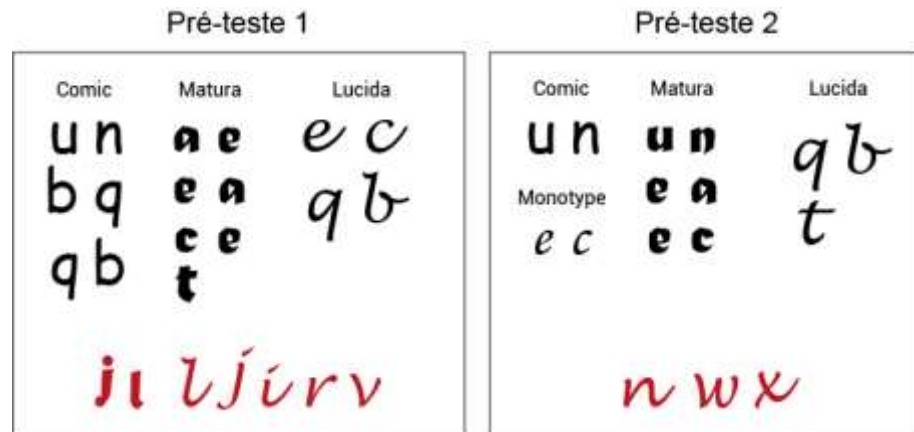 Pré-teste 1
Comic Matura Lucida
u n a e e c
b q e a q b
q b c e
t
j l l j i r v
Pré-teste 2
Comic Matura Lucida
u n u n q b
Monotype e a t
e c e c
n w x